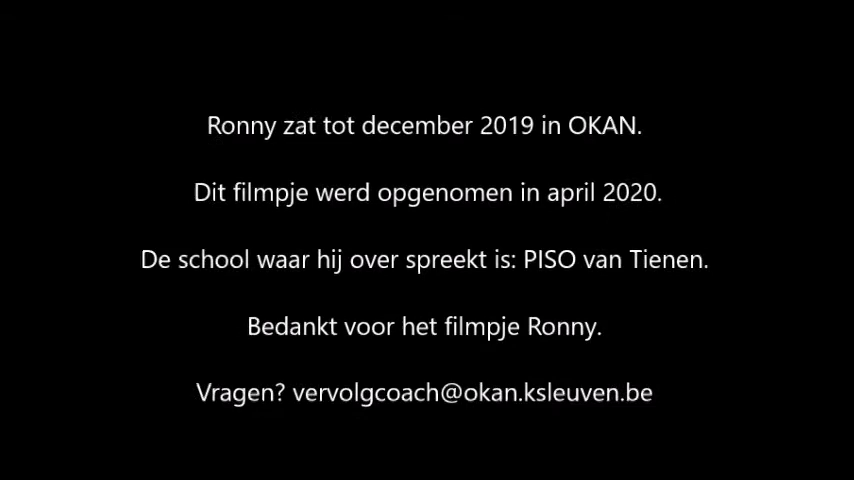 Ronny zat tot december 2019 in OKAN.
Dit filmpje werd opgenomen in april 2020.
De school waar hij over spreekt is: PISO van Tienen.
Bedankt voor het filmpje Ronny.
Vragen? vervolgcoach@okan.ksleuven.be